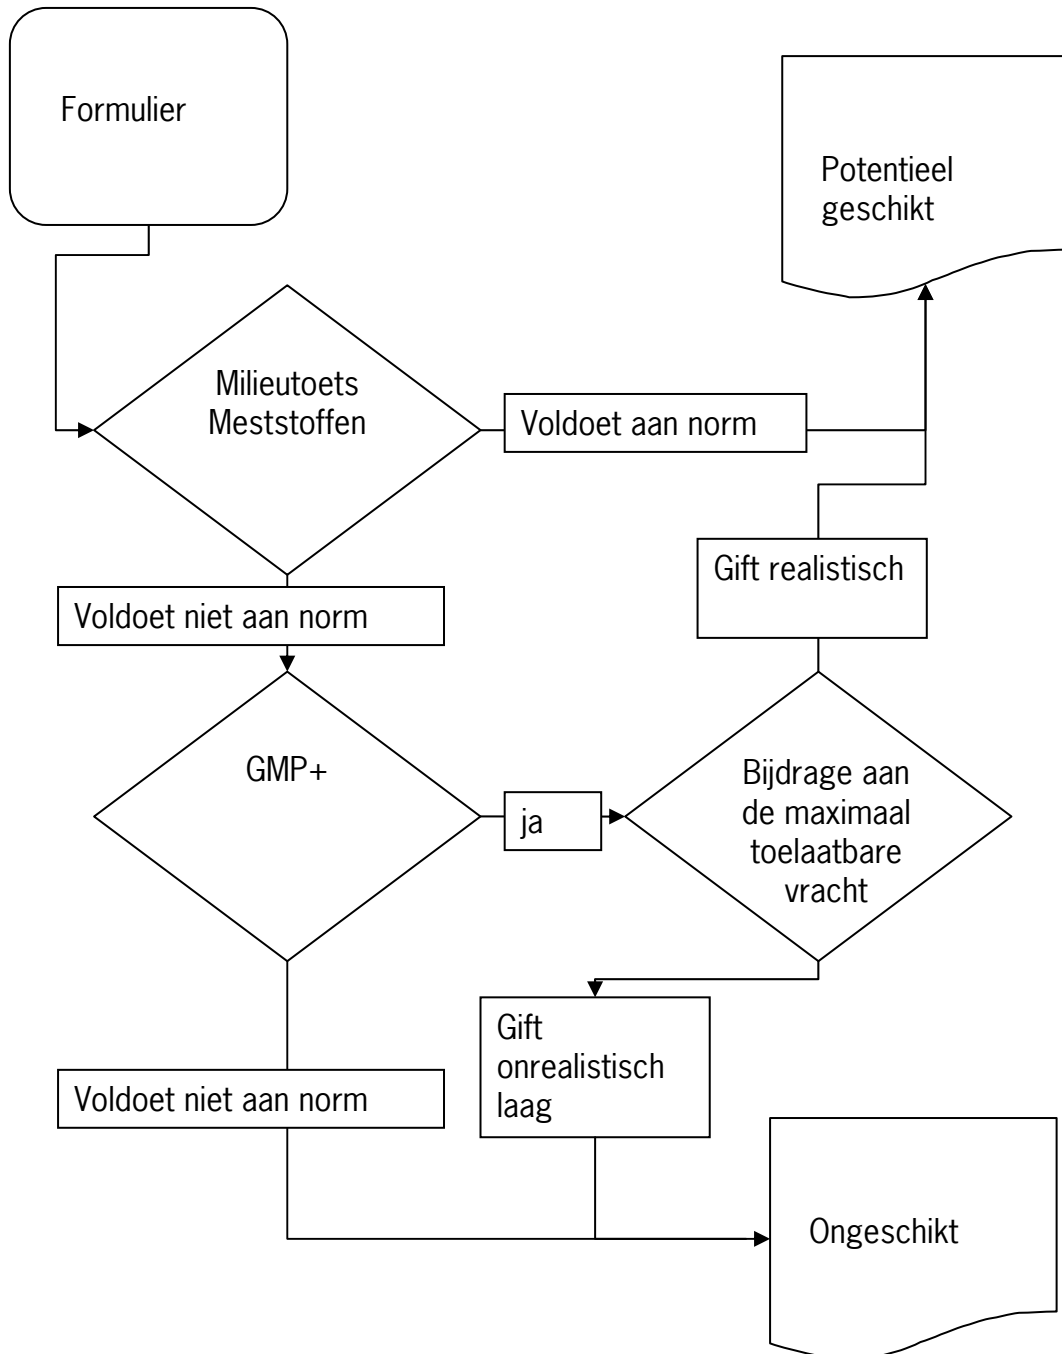 Formulier
Potentieel
geschikt
Milieutoets
Meststoffen
Voldoet aan norm
Gift realistisch
Voldoet niet aan norm
GMP+
ja
Bijdrage aan
de maximaal
toelaatbare
vracht
Gift
onrealistisch
laag
Voldoet niet aan norm
Ongeschikt